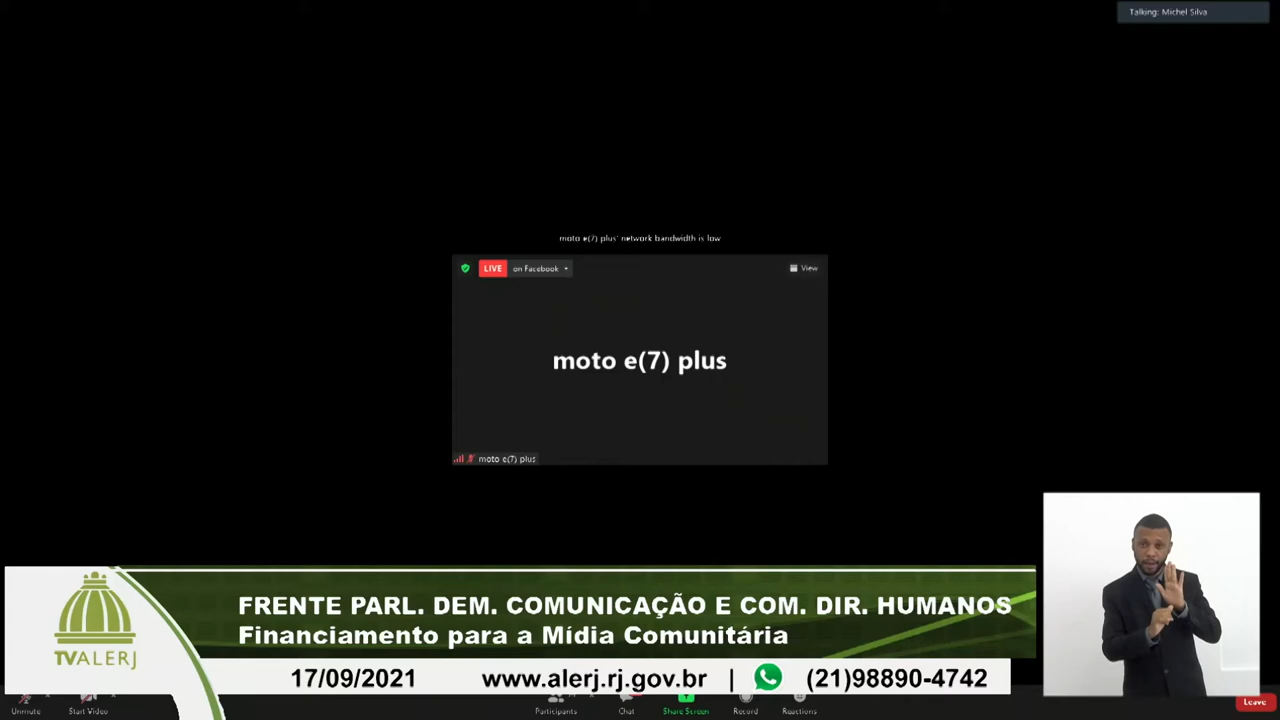 Talking: Michel Silva
moto e(7) plus' network bandwidth is low
LIVE on Facebook
View
moto e(7) plus
moto e(7) plus
FRENTE PARL. DEM. COMUNICAÇÃO E COM. DIR. HUMANOS
Financiamento para a Mídia Comunitária
TVALERJ
17/09/2021 www.alerj.rj.gov.br | (21)98890-4742
Unmute Start Video Participants Chat Share Screen Record Reactions Leave